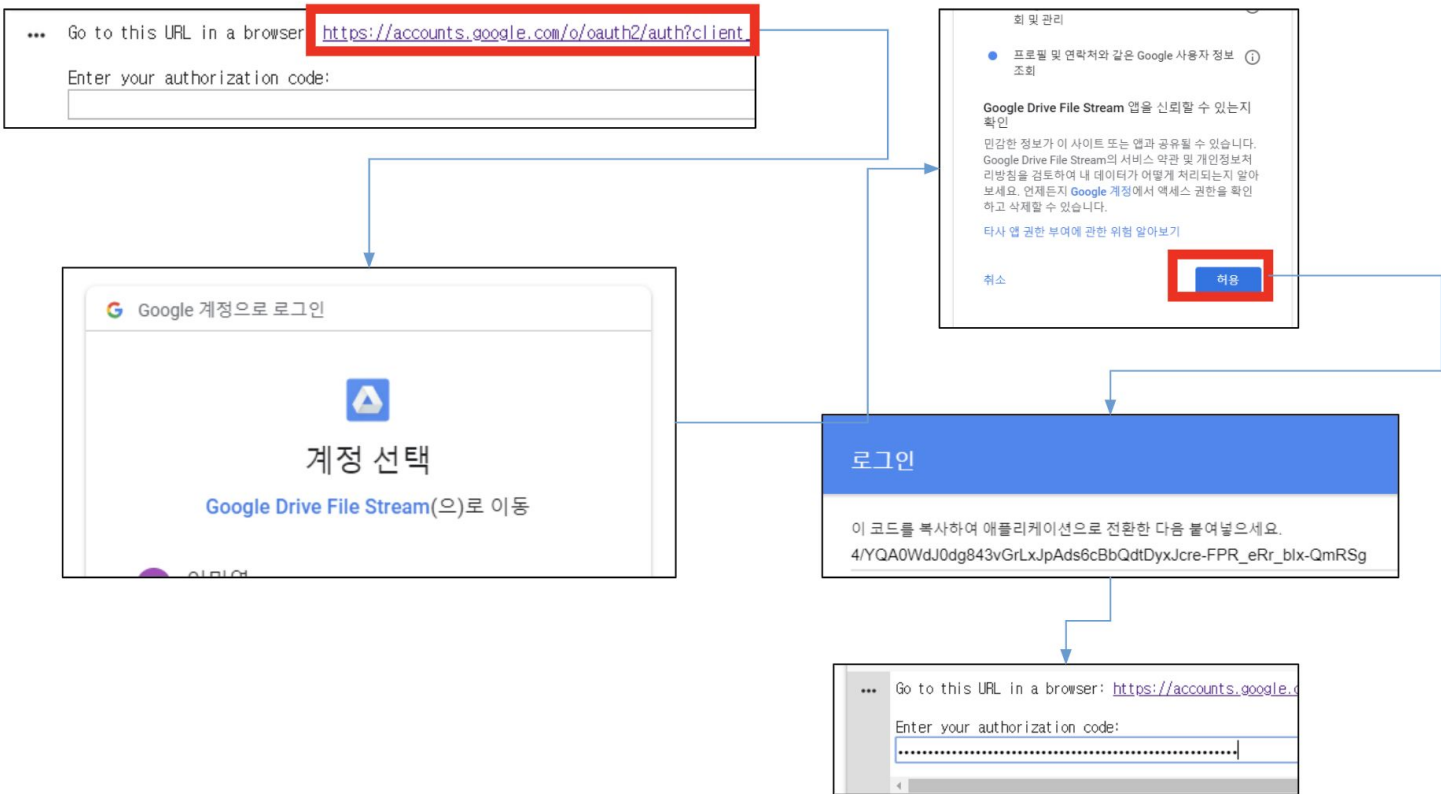 Go to this URL in a browser: https://accounts.google.com/o/oauth2/auth?client_
Enter your authorization code:
Google 계정으로 로그인
계정 선택
Google Drive File Stream(으)로 이동
회 및 관리
프로필 및 연락처와 같은 Google 사용자 정보
조회
Google Drive File Stream 앱을 신뢰할 수 있는지
확인
민감한 정보가 이 사이트 또는 앱과 공유될 수 있습니다.
Google Drive File Stream의 서비스 약관 및 개인정보처
리방침을 검토하여 내 데이터가 어떻게 처리되는지 알아
보세요. 언제든지 Google 계정에서 액세스 권한을 확인
하고 삭제할 수 있습니다.
타사 앱 권한 부여에 관한 위험 알아보기
취소
허용
로그인
이 코드를 복사하여 애플리케이션으로 전환한 다음 붙여넣으세요.
4/YQA0WdJ0dg843vGrLxJpAds6cBbQdtDyxJcre-FPR_eRr_blx-QmRSg
Go to this URL in a browser: https://accounts.google.
Enter your authorization code: